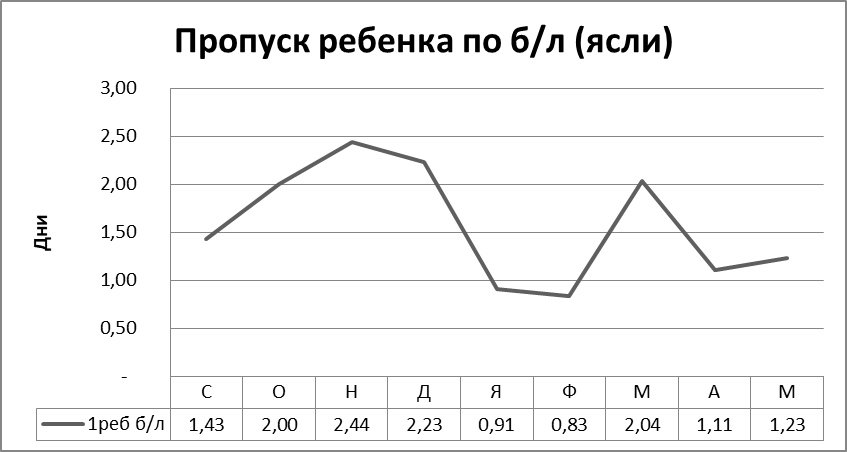 Пропуск ребенка по б/л (ясли)
3,00
2,50
2,00
1,50
1,00
0,50
-
Дни
С О Н Д Я Ф М А М
1реб б/л 1,43 2,00 2,44 2,23 0,91 0,83 2,04 1,11 1,23